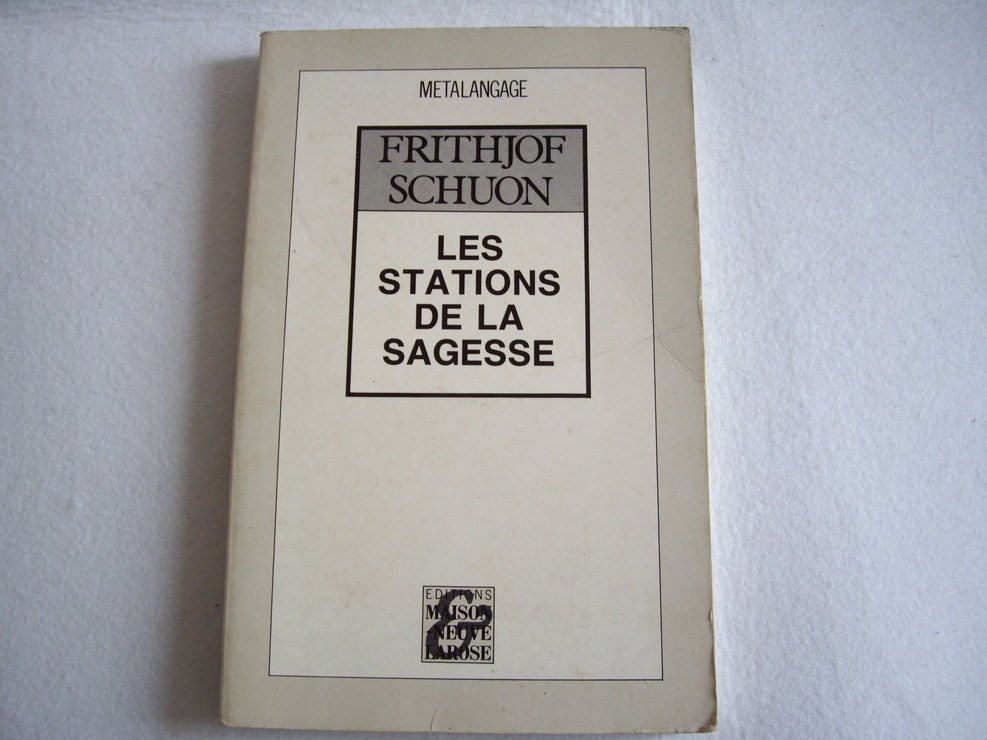 METALANGAGE
FRITHJOF
SCHUON
LES
STATIONS
DE LA
SAGESSE
EDITIONS
MAISON
-NEUVE
&
LAROSE